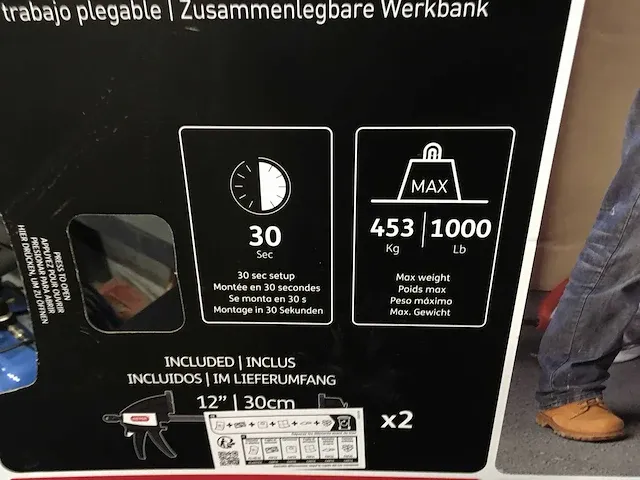 trabajo plegable | Zusammenlegbare Werkbank
30
Sec
30 sec setup
Montée en 30 secondes
Se monta en 30 s
Montage in 30 Sekunden
MAX
453 | 1000
Kg Lb
Max weight
Poids max
Peso máximo
Max. Gewicht
PRESS TO OPEN
APPUYEZ POUR OUVRIR
PRESIONAR PARA ABRIR
HIER DRÜCKEN, UM ZU ÖFFNEN
INCLUDED | INCLUS
INCLUIDOS | IM LIEFERUMFANG
12” | 30cm
x2